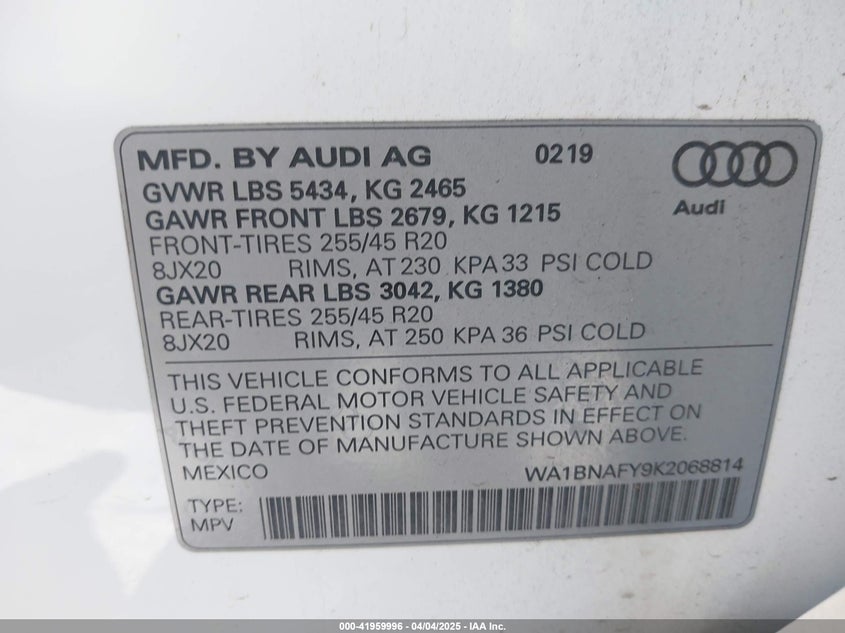 MFD. BY AUDI AG 0219
Audi
GVWR LBS 5434, KG 2465
GAWR FRONT LBS 2679, KG 1215
FRONT-TIRES 255/45 R20
8JX20 RIMS, AT 230 KPA 33 PSI COLD
GAWR REAR LBS 3042, KG 1380
REAR-TIRES 255/45 R20
8JX20 RIMS, AT 250 KPA 36 PSI COLD
THIS VEHICLE CONFORMS TO ALL APPLICABLE
U.S. FEDERAL MOTOR VEHICLE SAFETY AND
THEFT PREVENTION STANDARDS IN EFFECT ON
THE DATE OF MANUFACTURE SHOWN ABOVE.
MEXICO WA1BNAFY9K2068814
TYPE:
MPV
000-41959996 - 04/04/2025 - IAA Inc.